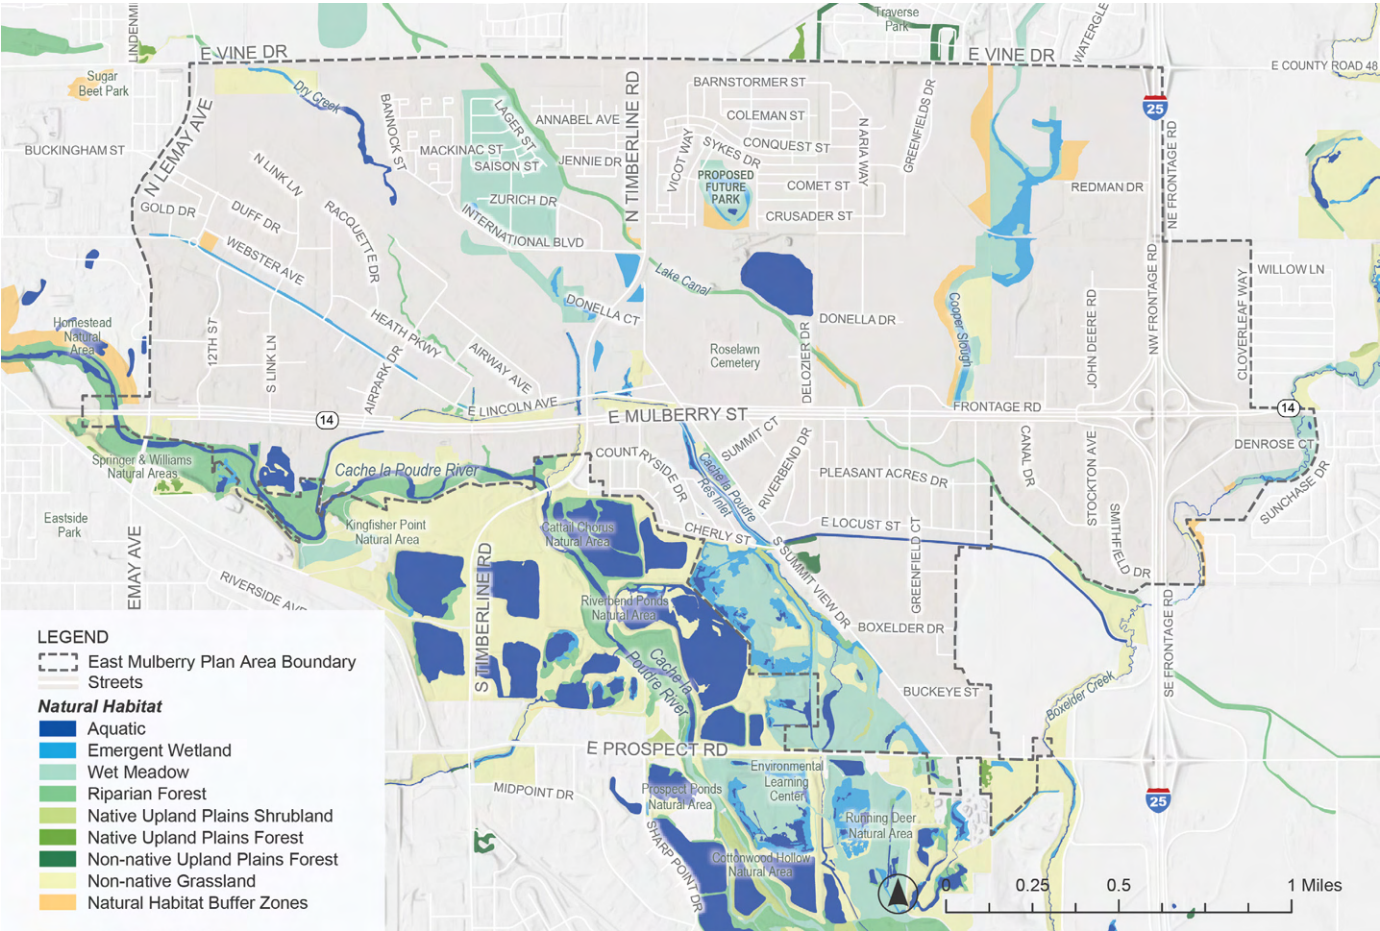 LINDENMI
E VINE DR
Traverse
Park
E VINE DR
WATERGLE
E COUNTY ROAD 48
Sugar
Beet Park
Dry Creek
BANNOCK ST
LAGER ST
ANNABEL AVE
N TIMBERLINE RD
BARNSTORMER ST
COLEMAN ST
CONQUEST ST
SYKES DR
VICOT WAY
N ARIA WAY
GREENFIELDS DR
25
NE FRONTAGE RD
BUCKINGHAM ST
N LEMAY AVE
MACKINAC ST
SAISON ST
JENNIE DR
ZURICH DR
PROPOSED
FUTURE
PARK
COMET ST
CRUSADER ST
REDMAN DR
N LINK LN
GOLD DR
DUFF DR
RACQUETTE DR
INTERNATIONAL BLVD
WEBSTER AVE
Lake Canal
DONELLA CT
DONELLA DR
WILLOW LN
CLOVERLEAF WAY
NW FRONTAGE RD
JOHN DEERE RD
Cooper Slough
Homestead
Natural
Area
12TH ST
S LINK LN
HEATH PKWY
AIRWAY AVE
AIRPARK DR
Roselawn
Cemetery
DELOZIER DR
E LINCOLN AVE
E MULBERRY ST
FRONTAGE RD
14
14
DENROSE CT
SUNCHASE DR
Springer & Williams
Natural Areas
Cache la Poudre River
COUNTRYSIDE DR
Cache la Poudre
Res Inlet
SUMMIT CT
RIVERBEND DR
PLEASANT ACRES DR
CANAL DR
STOCKTON AVE
SMITHFIELD DR
Eastside
Park
EMAY AVE
Kingfisher Point
Natural Area
Cattail Chorus
Natural Area
CHERLY ST
E LOCUST ST
GREENFIELD CT
S SUMMIT VIEW DR
RIVERSIDE AVE
S TIMBERLINE RD
Riverbend Ponds
Natural Area
BOXELDER DR
SE FRONTAGE RD
Cache la
Poudre River
BUCKEYE ST
Boxelder Creek
E PROSPECT RD
MIDPOINT DR
Prospect Ponds
Natural Area
Environmental
Learning
Center
Running Deer
Natural Area
SHARP POINT DR
Cottonwood Hollow
Natural Area
25
LEGEND
East Mulberry Plan Area Boundary
Streets
Natural Habitat
Aquatic
Emergent Wetland
Wet Meadow
Riparian Forest
Native Upland Plains Shrubland
Native Upland Plains Forest
Non-native Upland Plains Forest
Non-native Grassland
Natural Habitat Buffer Zones
0 0.25 0.5 1 Miles